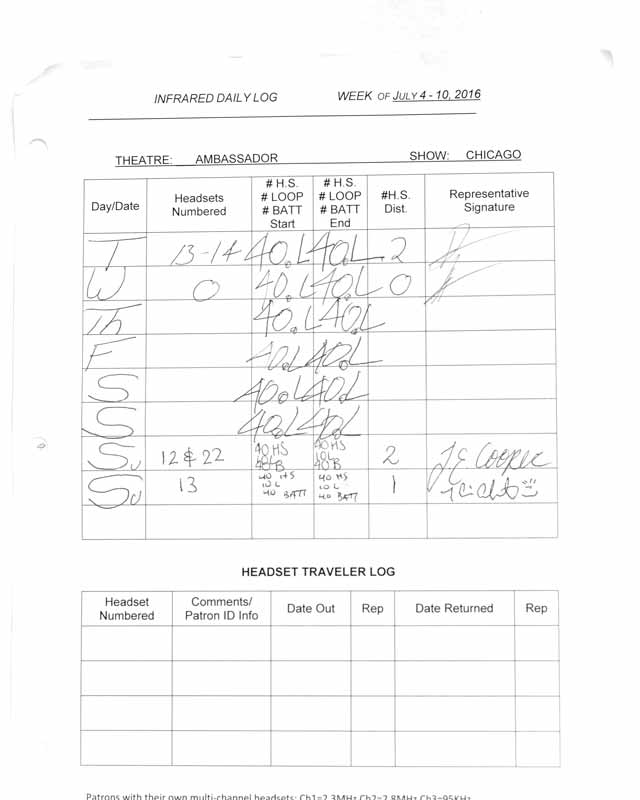 INFRARED DAILY LOG WEEK OF JULY 4 - 10, 2016
THEATRE: AMBASSADOR SHOW: CHICAGO
Day/Date Headsets Numbered # H.S. # LOOP # BATT Start # H.S. # LOOP # BATT End #H.S. Dist. Representative Signature
T 13-14 40.L 40.L 2
W 0 40.L 40.L 0
Th 40.L 40.L
F 40.L 40.L
S 40.L 40.L
S 40.L 40.L
Su 12 & 22 40 HS 10L 40 B 40 HS 10L 40 B 2 J E Cooper
Su 13 40 HS 10 L 40 BATT 40 HS 10 L 40 BATT 1
HEADSET TRAVELER LOG
Headset Numbered Comments/ Patron ID Info Date Out Rep Date Returned Rep
Patrons with their own multi-channel headsets: Ch1=2.3MHz Ch2=2.8MHz Ch3=95KHz